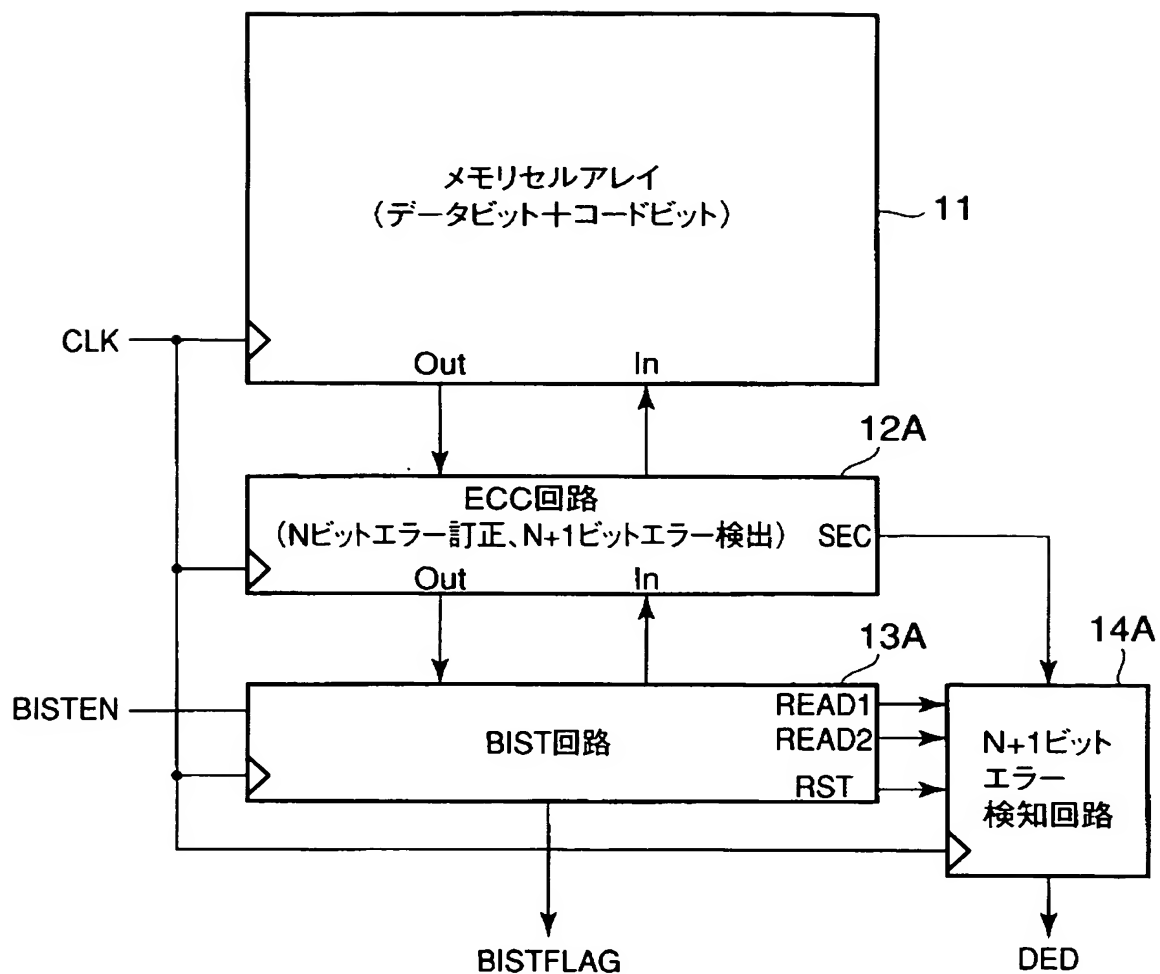 メモリセルアレイ
(データビット+コードビット)
11
CLK
Out
In
12A
ECC回路
(Nビットエラー訂正、N+1ビットエラー検出)
SEC
Out
In
13A
14A
BISTEN
BIST回路
READ1
READ2
RST
N+1ビット
エラー
検知回路
BISTFLAG
DED